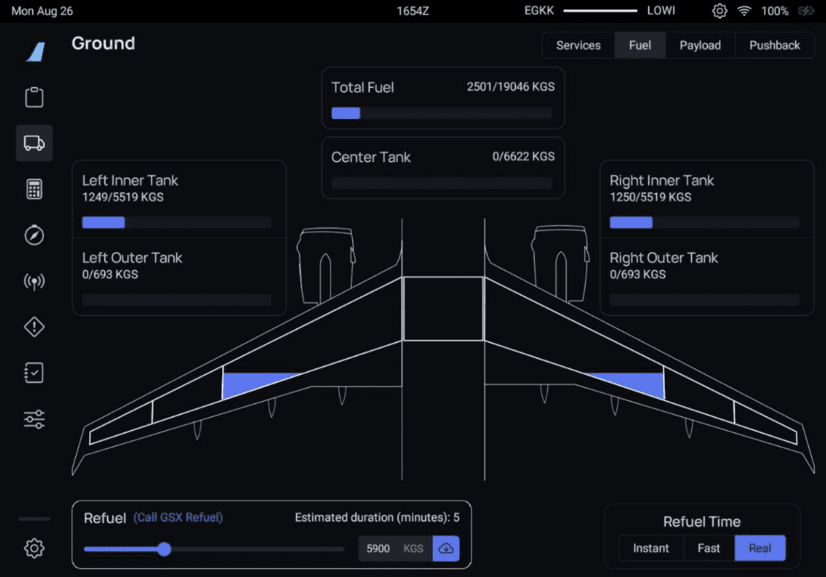 Mon Aug 26
1654Z
EGKK
LOWI
100%
Ground
Services
Fuel
Payload
Pushback
Total Fuel
2501/19046 KGS
Center Tank
0/6622 KGS
Left Inner Tank
1249/5519 KGS
Left Outer Tank
0/693 KGS
Right Inner Tank
1250/5519 KGS
Right Outer Tank
0/693 KGS
Refuel (Call GSX Refuel)
Estimated duration (minutes): 5
5900 KGS
Refuel Time
Instant
Fast
Real